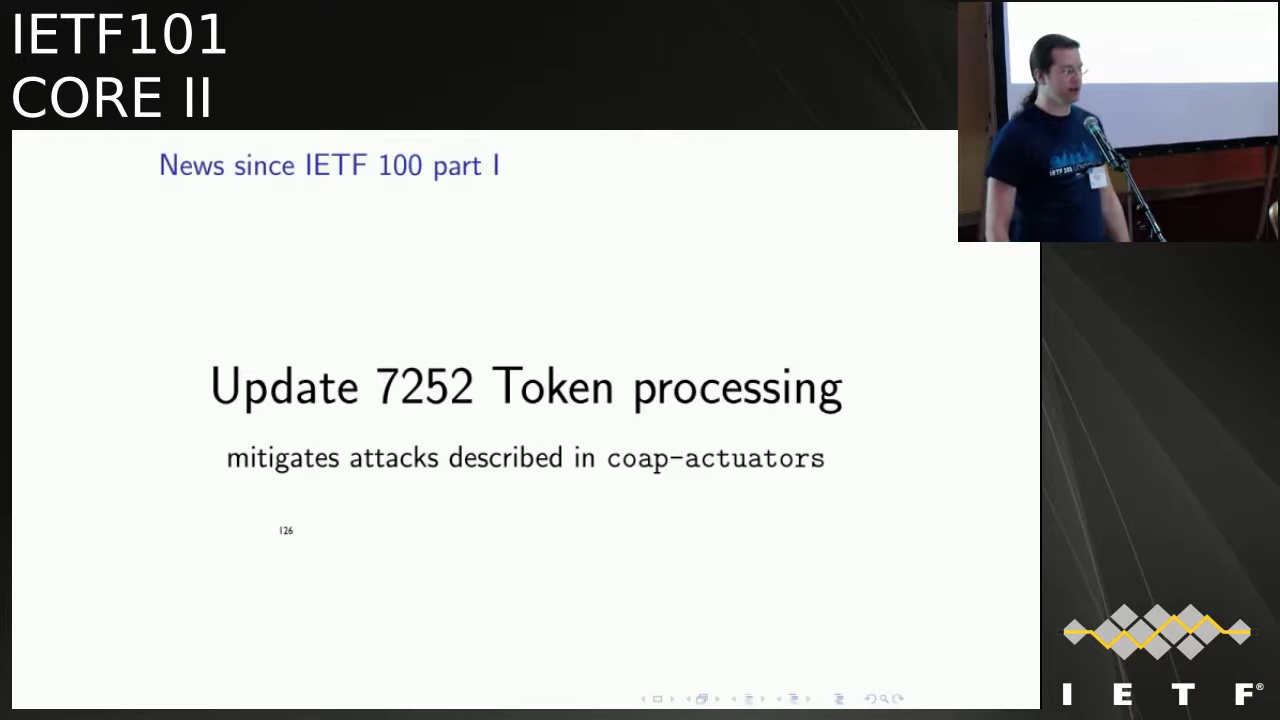 IETF101
CORE II
News since IETF 100 part I
Update 7252 Token processing
mitigates attacks described in coap-actuators
126
IETF 101
I E T F®